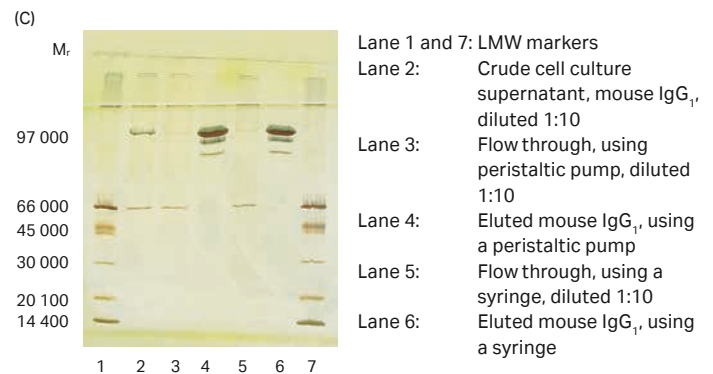 (C)
Mᵣ
97 000
66 000
45 000
30 000
20 100
14 400
1 2 3 4 5 6 7
Lane 1 and 7: LMW markers
Lane 2: Crude cell culture
supernatant, mouse IgG₁,
diluted 1:10
Lane 3: Flow through, using
peristaltic pump, diluted
1:10
Lane 4: Eluted mouse IgG₁, using
a peristaltic pump
Lane 5: Flow through, using a
syringe, diluted 1:10
Lane 6: Eluted mouse IgG₁, using
a syringe